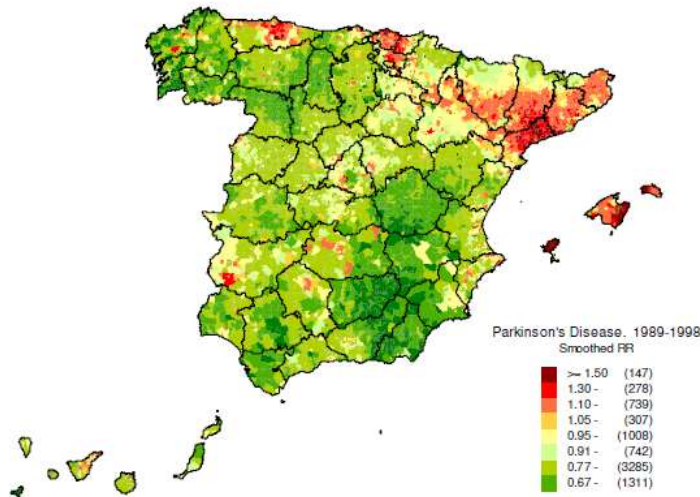 Parkinson's Disease. 1989-1998
Smoothed RR
>= 1.50 (147)
1.30 - (278)
1.10 - (739)
1.05 - (307)
0.95 - (1008)
0.91 - (742)
0.77 - (3285)
0.67 - (1311)